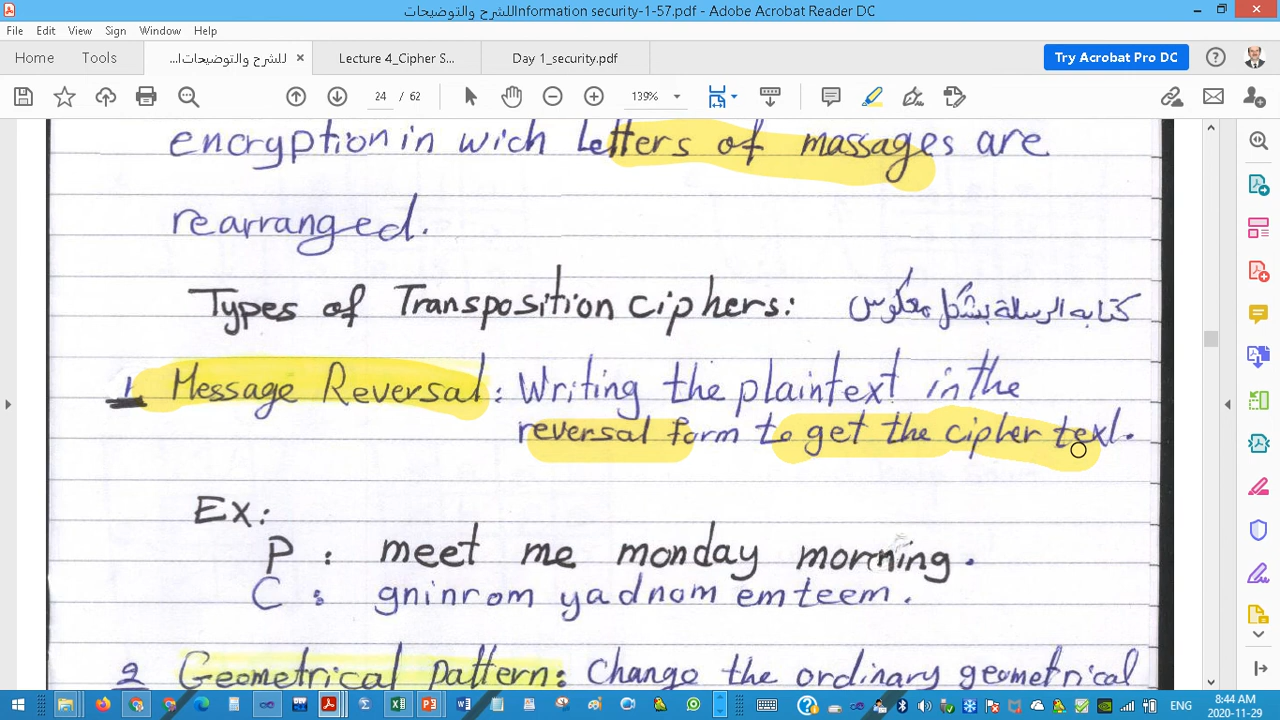 للشرح والتوضيحاتInformation security-1-57.pdf - Adobe Acrobat Reader DC
File Edit View Sign Window Help
Home Tools للشرح والتوضيحات... × Lecture 4_Cipher S... Day 1_security.pdf Try Acrobat Pro DC
24 / 62 139%
encryption in wich letters of massages are
rearranged.
Types of Transposition ciphers: كتابه الرسالة بشكل معكوس
1 Message Reversal: Writing the plaintext in the
reversal form to get the cipher text.
Ex:
P : meet me monday morning.
C : gninrom yadnom em teem.
2 Geometrical pattern: Change the ordinary geometrical
ENG 8:44 AM
2020-11-29